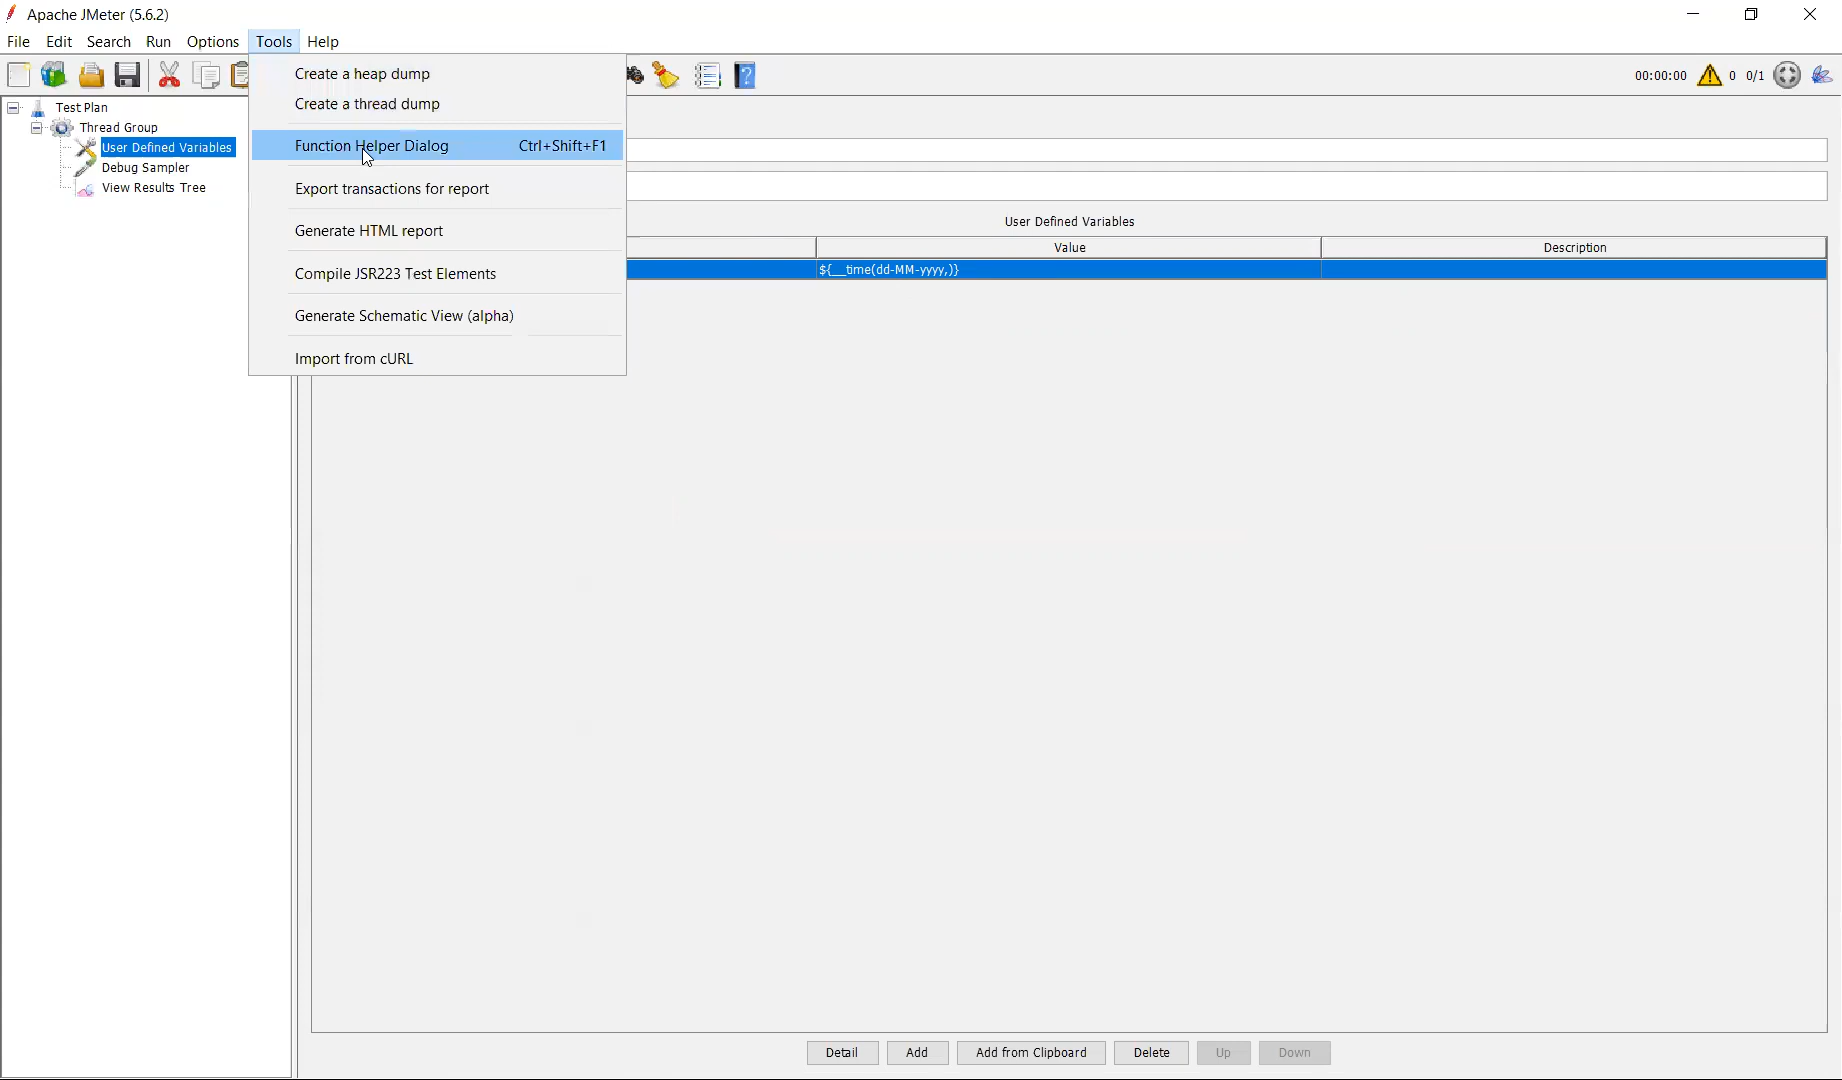 Apache JMeter (5.6.2)
File Edit Search Run Options Tools Help
00:00:00 0 0/1
Create a heap dump
Create a thread dump
Function Helper Dialog Ctrl+Shift+F1
Export transactions for report
Generate HTML report
Compile JSR223 Test Elements
Generate Schematic View (alpha)
Import from cURL
Test Plan
Thread Group
User Defined Variables
Debug Sampler
View Results Tree
User Defined Variables
Value Description
${__time(dd-MM-yyyy,)}
Detail Add Add from Clipboard Delete Up Down